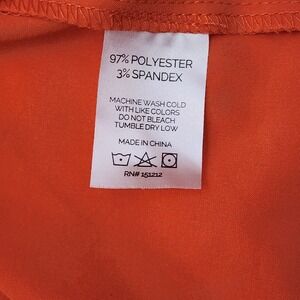 97% POLYESTER
3% SPANDEX
MACHINE WASH COLD
WITH LIKE COLORS
DO NOT BLEACH
TUMBLE DRY LOW
MADE IN CHINA
RN# 151212